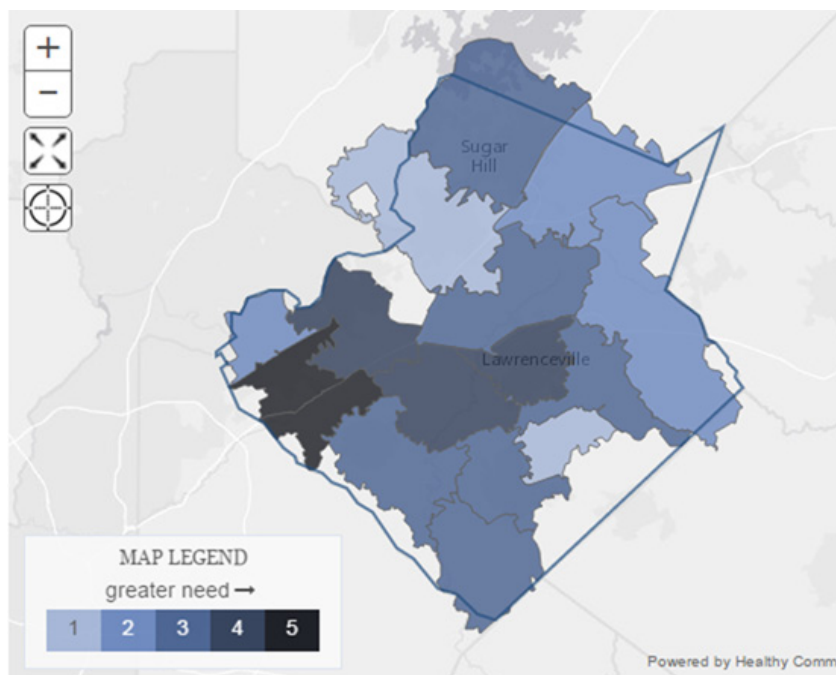 +
−
Sugar
Hill
Lawrenceville
MAP LEGEND
greater need →
1 2 3 4 5
Powered by Healthy Comm